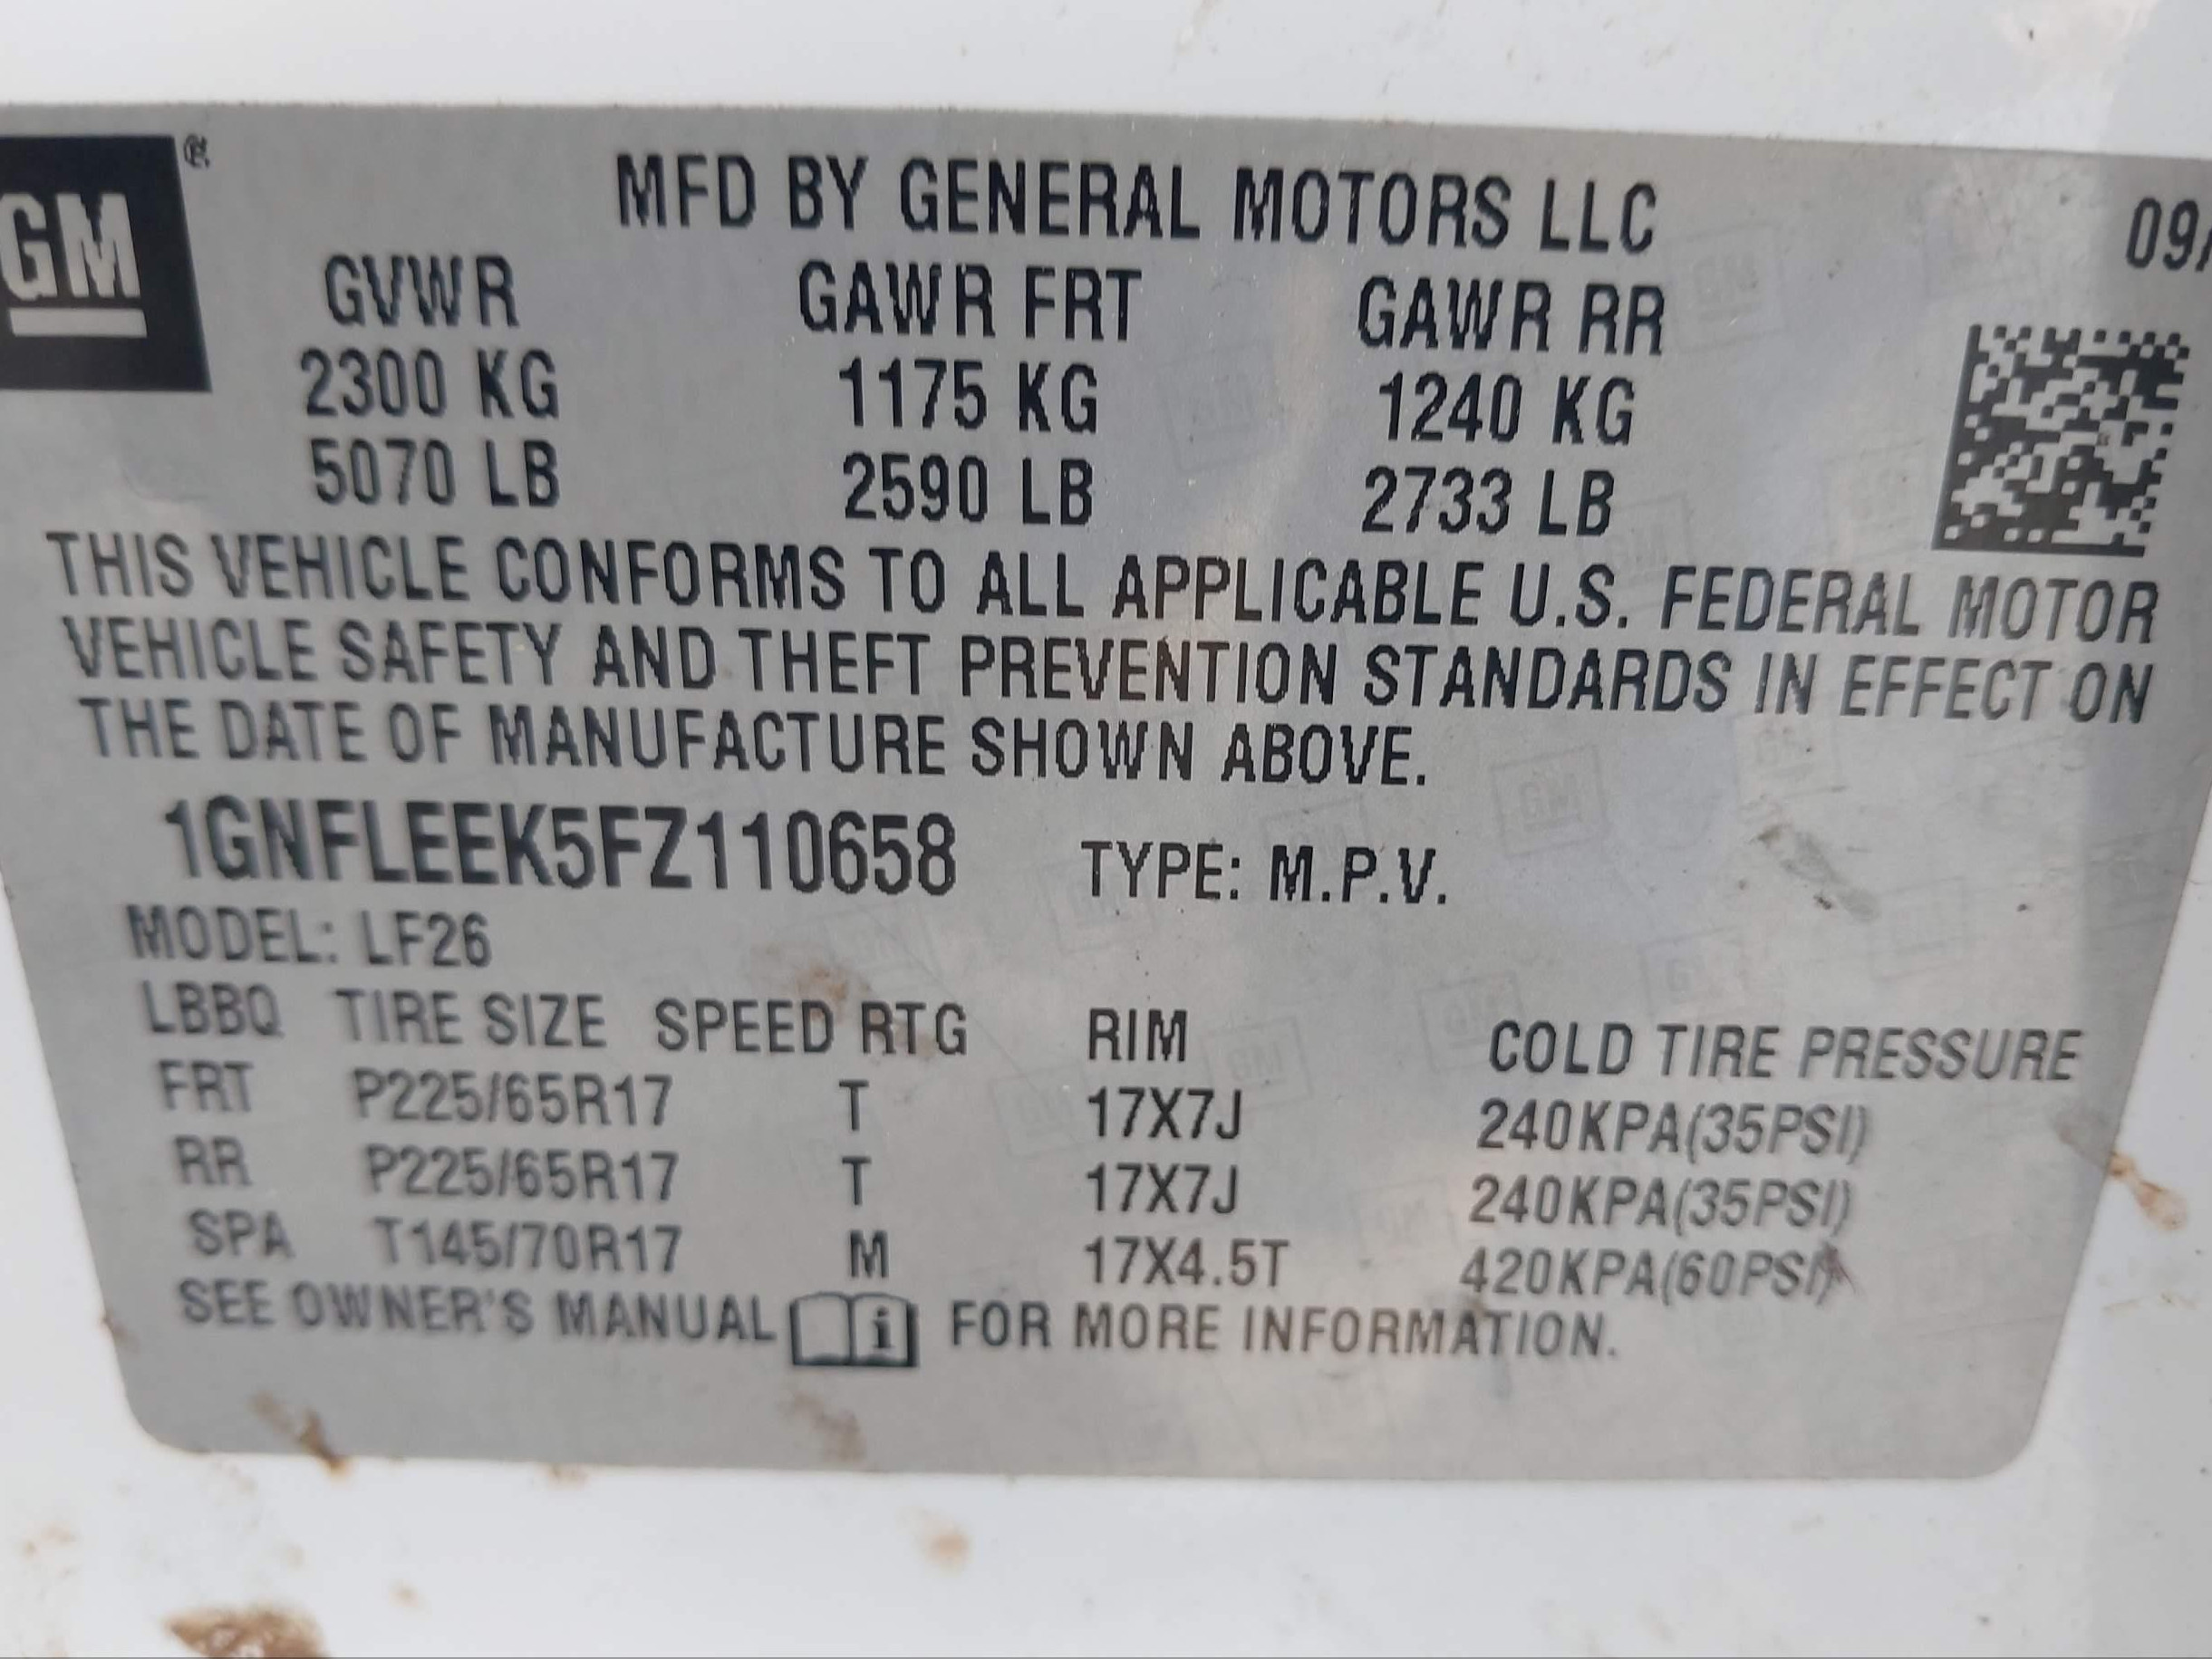 GM®
MFD BY GENERAL MOTORS LLC 09/
GVWR GAWR FRT GAWR RR
2300 KG 1175 KG 1240 KG
5070 LB 2590 LB 2733 LB
THIS VEHICLE CONFORMS TO ALL APPLICABLE U.S. FEDERAL MOTOR
VEHICLE SAFETY AND THEFT PREVENTION STANDARDS IN EFFECT ON
THE DATE OF MANUFACTURE SHOWN ABOVE.
1GNFLEEK5FZ110658 TYPE: M.P.V.
MODEL: LF26
LBBQ TIRE SIZE SPEED RTG RIM COLD TIRE PRESSURE
FRT P225/65R17 T 17X7J 240KPA(35PSI)
RR P225/65R17 T 17X7J 240KPA(35PSI)
SPA T145/70R17 M 17X4.5T 420KPA(60PSI)
SEE OWNER'S MANUAL i FOR MORE INFORMATION.